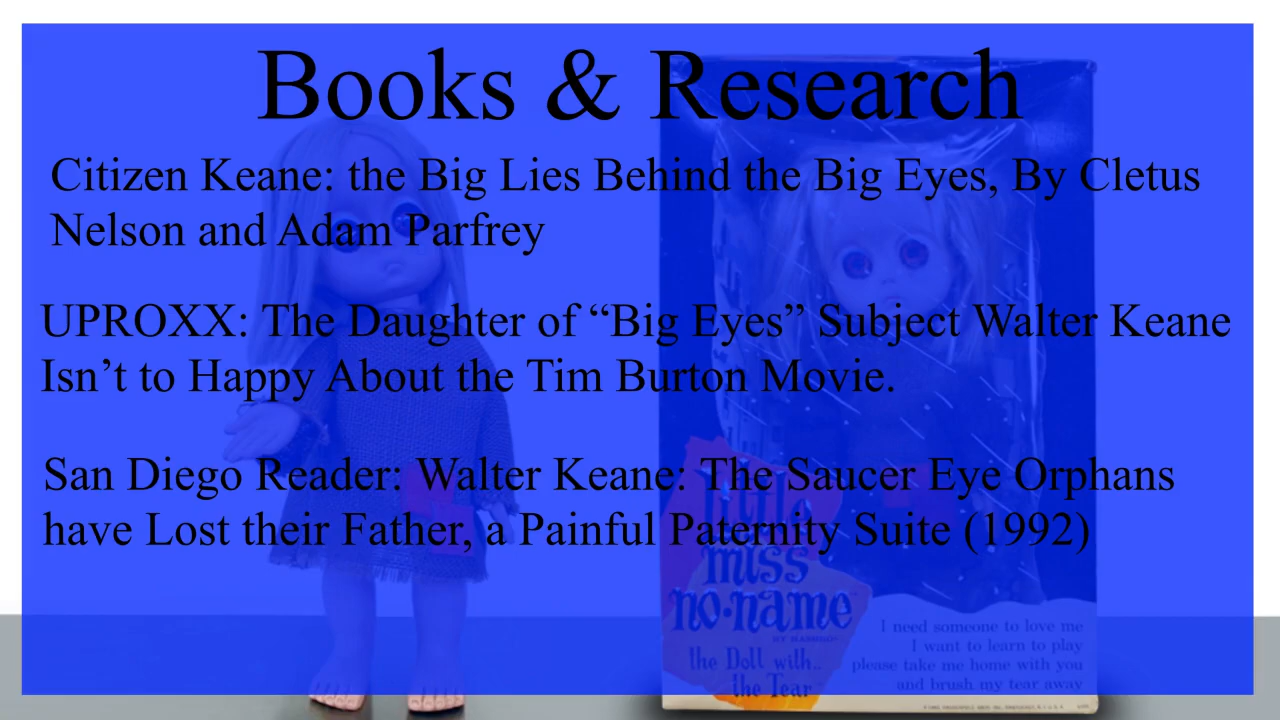 Books & Research
Citizen Keane: the Big Lies Behind the Big Eyes, By Cletus
Nelson and Adam Parfrey
UPROXX: The Daughter of “Big Eyes” Subject Walter Keane
Isn’t to Happy About the Tim Burton Movie.
San Diego Reader: Walter Keane: The Saucer Eye Orphans
have Lost their Father, a Painful Paternity Suite (1992)
little
miss
no·name
BY HASBRO®
the Doll with..
the Tear
I need someone to love me
I want to learn to play
please take me home with you
and brush my tear away